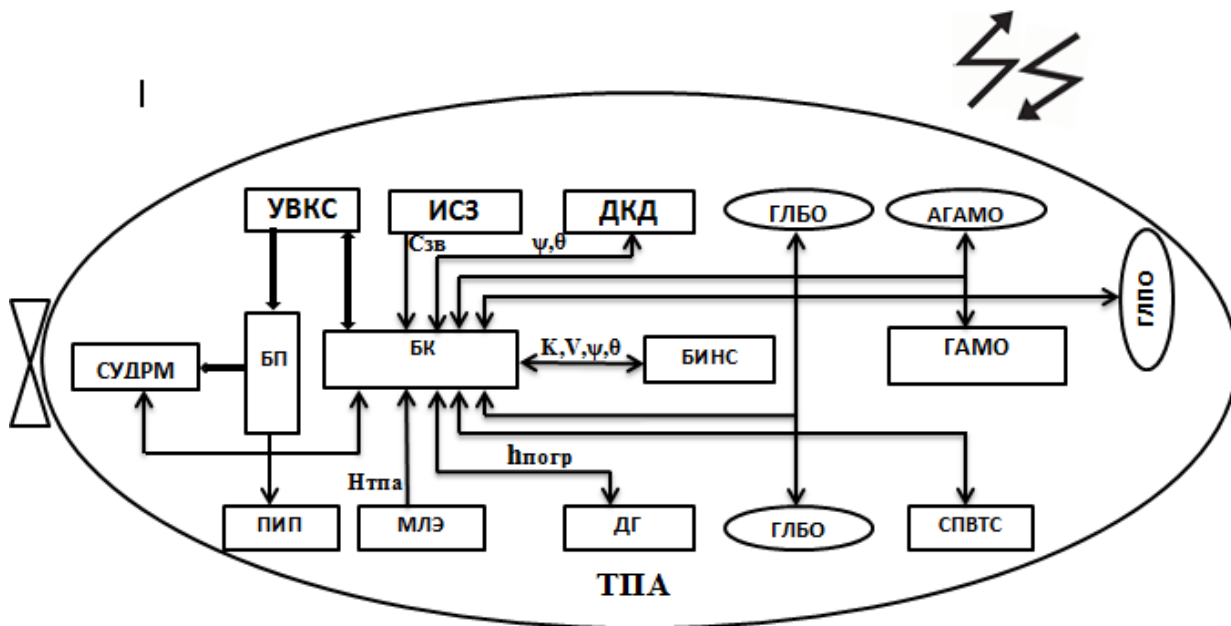 УВКС
ИСЗ
ДКД
ГЛБО
АГАМО
Cзв
ψ,θ
ГЛПО
БП
БК
K,V,ψ,θ
БИНС
ГАМО
СУДРМ
hпогр
Hтпа
ПИП
МЛЭ
ДГ
ГЛБО
СПВТС
ТПА